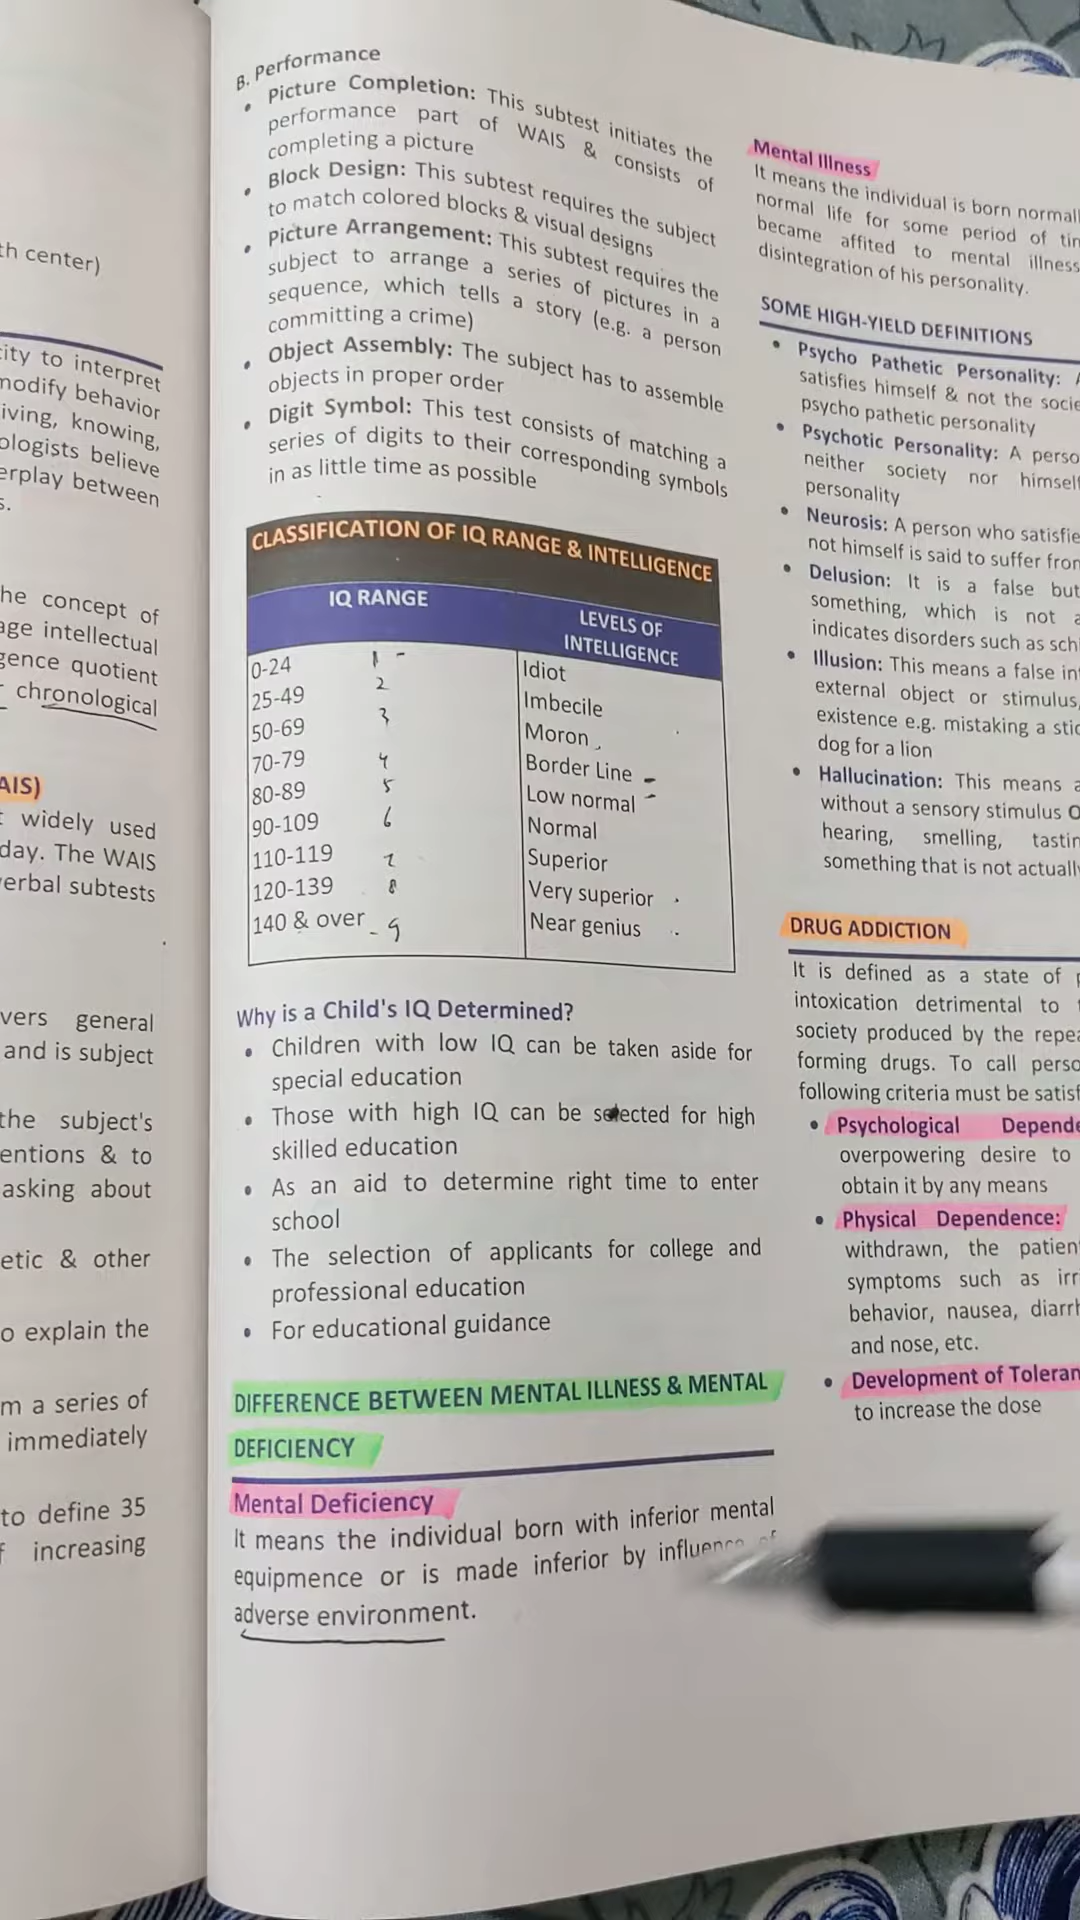 th center)
city to interpret
modify behavior
iving, knowing,
ologists believe
erplay between
s.
he concept of
age intellectual
gence quotient
chronological
AIS)
widely used
day. The WAIS
verbal subtests
vers general
and is subject
the subject's
entions & to
asking about
etic & other
o explain the
m a series of
immediately
to define 35
f increasing
B. Performance
• Picture Completion: This subtest initiates the
performance part of WAIS & consists of
completing a picture
• Block Design: This subtest requires the subject
to match colored blocks & visual designs
• Picture Arrangement: This subtest requires the
subject to arrange a series of pictures in a
sequence, which tells a story (e.g. a person
committing a crime)
• Object Assembly: The subject has to assemble
objects in proper order
• Digit Symbol: This test consists of matching a
series of digits to their corresponding symbols
in as little time as possible
CLASSIFICATION OF IQ RANGE & INTELLIGENCE
IQ RANGE LEVELS OF
INTELLIGENCE
0-24 1 - Idiot
25-49 2 Imbecile
50-69 3 Moron
70-79 4 Border Line -
80-89 5 Low normal -
90-109 6 Normal
110-119 7 Superior
120-139 8 Very superior
140 & over - 9 Near genius
Why is a Child's IQ Determined?
• Children with low IQ can be taken aside for
special education
• Those with high IQ can be selected for high
skilled education
• As an aid to determine right time to enter
school
• The selection of applicants for college and
professional education
• For educational guidance
DIFFERENCE BETWEEN MENTAL ILLNESS & MENTAL
DEFICIENCY
Mental Deficiency
It means the individual born with inferior mental
equipmence or is made inferior by influence of
adverse environment.
Mental Illness
It means the individual is born normall
normal life for some period of tim
became affited to mental illness
disintegration of his personality.
SOME HIGH-YIELD DEFINITIONS
• Psycho Pathetic Personality: A
satisfies himself & not the socie
psycho pathetic personality
• Psychotic Personality: A perso
neither society nor himself
personality
• Neurosis: A person who satisfie
not himself is said to suffer from
• Delusion: It is a false but
something, which is not a
indicates disorders such as schi
• Illusion: This means a false in
external object or stimulus,
existence e.g. mistaking a stic
dog for a lion
• Hallucination: This means a
without a sensory stimulus O
hearing, smelling, tastin
something that is not actually
DRUG ADDICTION
It is defined as a state of p
intoxication detrimental to t
society produced by the repea
forming drugs. To call perso
following criteria must be satisf
• Psychological Depende
overpowering desire to
obtain it by any means
• Physical Dependence:
withdrawn, the patient
symptoms such as irr
behavior, nausea, diarrh
and nose, etc.
• Development of Toleran
to increase the dose